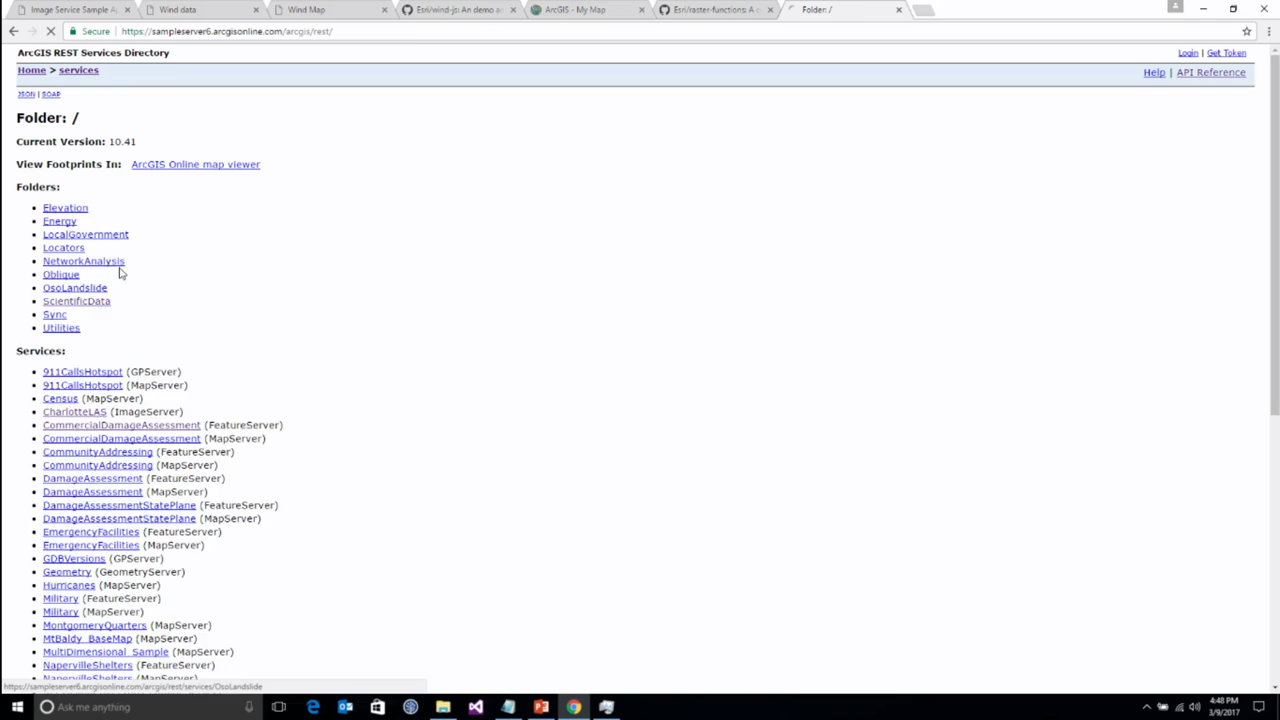 Image Service Sample Ap
Wind data
Wind Map
Esri/wind-js: An demo a
ArcGIS - My Map
Esri/raster-functions: A c
Folder: /
Secure
https://sampleserver6.arcgisonline.com/arcgis/rest/
ArcGIS REST Services Directory
Login | Get Token
Home > services
Help | API Reference
JSON | SOAP
Folder: /
Current Version: 10.41
View Footprints In: ArcGIS Online map viewer
Folders:
Elevation
Energy
LocalGovernment
Locators
NetworkAnalysis
Oblique
OsoLandslide
ScientificData
Sync
Utilities
Services:
911CallsHotspot (GPServer)
911CallsHotspot (MapServer)
Census (MapServer)
CharlotteLAS (ImageServer)
CommercialDamageAssessment (FeatureServer)
CommercialDamageAssessment (MapServer)
CommunityAddressing (FeatureServer)
CommunityAddressing (MapServer)
DamageAssessment (FeatureServer)
DamageAssessment (MapServer)
DamageAssessmentStatePlane (FeatureServer)
DamageAssessmentStatePlane (MapServer)
EmergencyFacilities (FeatureServer)
EmergencyFacilities (MapServer)
GDBVersions (GPServer)
Geometry (GeometryServer)
Hurricanes (MapServer)
Military (FeatureServer)
Military (MapServer)
MontgomeryQuarters (MapServer)
MtBaldy_BaseMap (MapServer)
MultiDimensional_Sample (MapServer)
NapervilleShelters (FeatureServer)
NapervilleShelters (MapServer)
https://sampleserver6.arcgisonline.com/arcgis/rest/services/OsoLandslide
Ask me anything
4:48 PM
3/9/2017